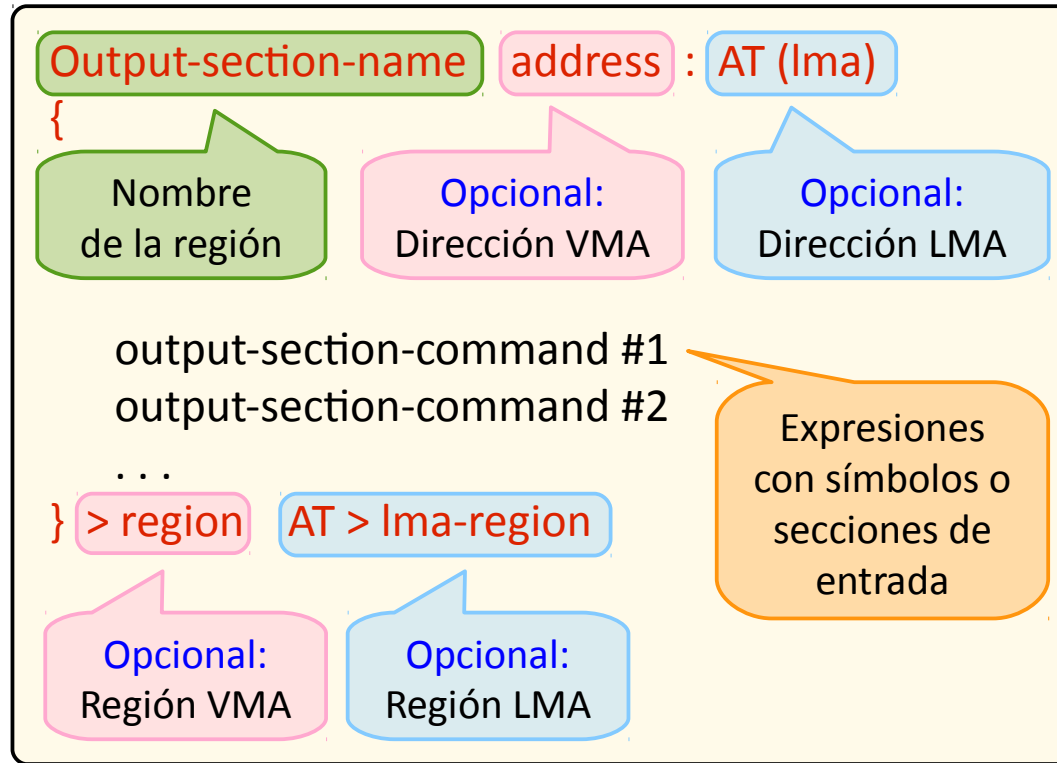 Output-section-name address : AT (lma)
{
Nombre
de la región
Opcional:
Dirección VMA
Opcional:
Dirección LMA
output-section-command #1
output-section-command #2
. . .
Expresiones
con símbolos o
secciones de
entrada
} > region AT > lma-region
Opcional:
Región VMA
Opcional:
Región LMA